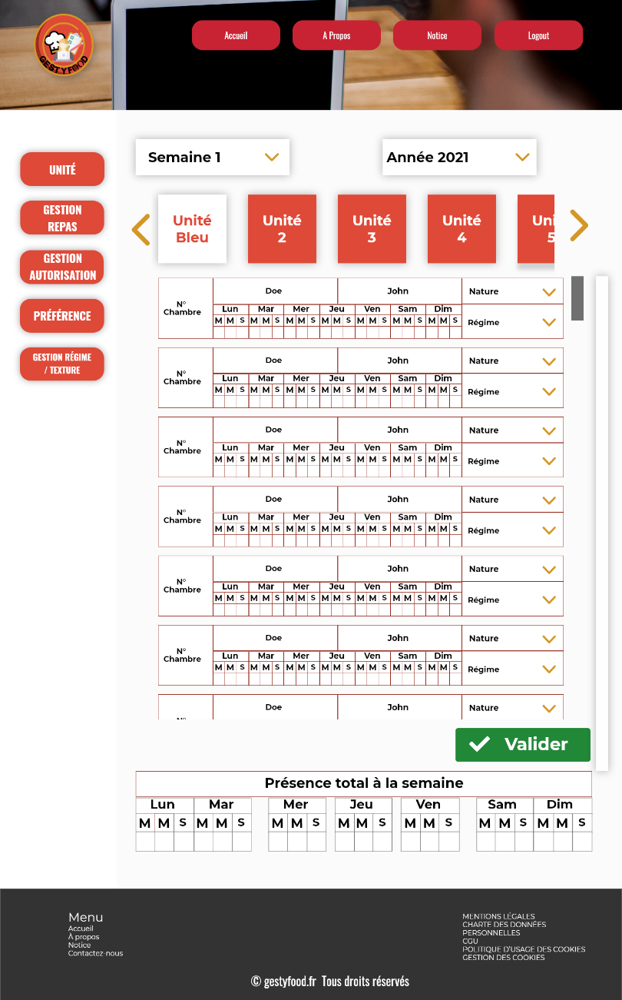 GESTYFOOD
Accueil
A Propos
Notice
Logout
UNITÉ
GESTION
REPAS
GESTION
AUTORISATION
PRÉFÉRENCE
GESTION RÉGIME
/ TEXTURE
Semaine 1
Année 2021
Unité
Bleu
Unité
2
Unité
3
Unité
4
Uni
5
N°
Chambre
Doe John Nature
Lun Mar Mer Jeu Ven Sam Dim
M M S M M S M M S M M S M M S M M S M M S
Régime
N°
Chambre
Doe John Nature
Lun Mar Mer Jeu Ven Sam Dim
M M S M M S M M S M M S M M S M M S M M S
Régime
N°
Chambre
Doe John Nature
Lun Mar Mer Jeu Ven Sam Dim
M M S M M S M M S M M S M M S M M S M M S
Régime
N°
Chambre
Doe John Nature
Lun Mar Mer Jeu Ven Sam Dim
M M S M M S M M S M M S M M S M M S M M S
Régime
N°
Chambre
Doe John Nature
Lun Mar Mer Jeu Ven Sam Dim
M M S M M S M M S M M S M M S M M S M M S
Régime
N°
Chambre
Doe John Nature
Lun Mar Mer Jeu Ven Sam Dim
M M S M M S M M S M M S M M S M M S M M S
Régime
Doe John Nature
N°
Valider
Présence total à la semaine
Lun Mar Mer Jeu Ven Sam Dim
M M S M M S M M S M M S M M S M M S M M S
Menu
Accueil
À propos
Notice
Contactez-nous
MENTIONS LÉGALES
CHARTE DES DONNÉES
PERSONNELLES
CGU
POLITIQUE D'USAGE DES COOKIES
GESTION DES COOKIES
© gestyfood.fr Tous droits réservés